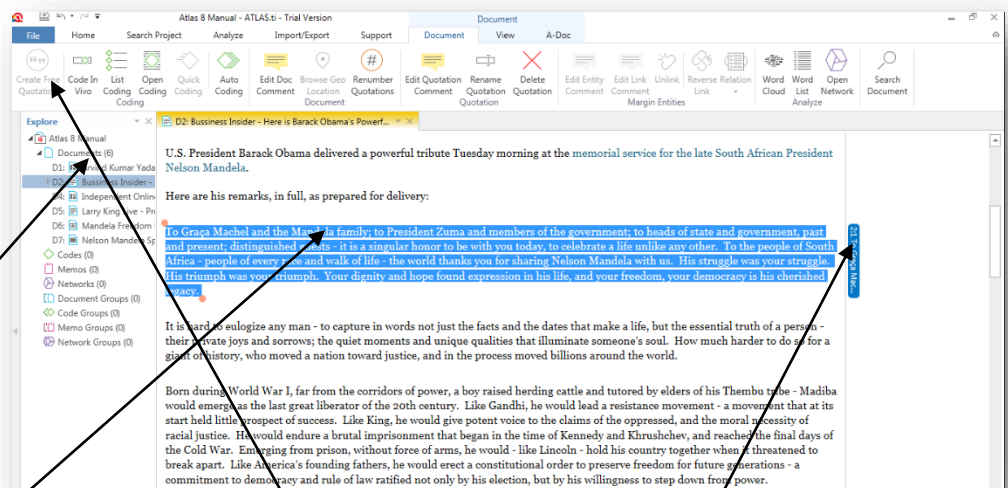 Atlas 8 Manual - ATLAS.ti - Trial Version
Document
File Home Search Project Analyze Import/Export Support Document View A-Doc
Create Free Quotation
Code In Vivo
List Coding
Open Coding
Quick Coding
Auto Coding
Coding
Edit Doc Comment
Browse Geo Location
Renumber Quotations
Document
Edit Quotation Comment
Rename Quotation
Delete Quotation
Quotation
Edit Entity Comment
Edit Link Comment
Unlink
Reverse Link
Relation
Margin Entities
Word Cloud
Word List
Open Network
Analyze
Search Document
Explore
D2: Bussiness Insider - Here is Barack Obama's Powerf...
Atlas 8 Manual
Documents (6)
D1: Arvind Kumar Yada
D2: Bussiness Insider -
D4: Independent Onlin
D5: Larry King Live - Pr
D6: Mandela Freedom
D7: Nelson Mandela Sp
Codes (0)
Memos (0)
Networks (0)
Document Groups (0)
Code Groups (0)
Memo Groups (0)
Network Groups (0)
U.S. President Barack Obama delivered a powerful tribute Tuesday morning at the memorial service for the late South African President
Nelson Mandela.
Here are his remarks, in full, as prepared for delivery:
To Graça Machel and the Mandela family; to President Zuma and members of the government; to heads of state and government, past
and present; distinguished guests - it is a singular honor to be with you today, to celebrate a life unlike any other. To the people of South
Africa - people of every race and walk of life - the world thanks you for sharing Nelson Mandela with us. His struggle was your struggle.
His triumph was your triumph. Your dignity and hope found expression in his life, and your freedom, your democracy is his cherished
legacy.
2:1 To Graça Mac...
It is hard to eulogize any man - to capture in words not just the facts and the dates that make a life, but the essential truth of a person -
their private joys and sorrows; the quiet moments and unique qualities that illuminate someone's soul. How much harder to do so for a
giant of history, who moved a nation toward justice, and in the process moved billions around the world.
Born during World War I, far from the corridors of power, a boy raised herding cattle and tutored by elders of his Thembu tribe - Madiba
would emerge as the last great liberator of the 20th century. Like Gandhi, he would lead a resistance movement - a movement that at its
start held little prospect of success. Like King, he would give potent voice to the claims of the oppressed, and the moral necessity of
racial justice. He would endure a brutal imprisonment that began in the time of Kennedy and Khrushchev, and reached the final days of
the Cold War. Emerging from prison, without force of arms, he would - like Lincoln - hold his country together when it threatened to
break apart. Like America's founding fathers, he would erect a constitutional order to preserve freedom for future generations - a
commitment to democracy and rule of law ratified not only by his election, but by his willingness to step down from power.